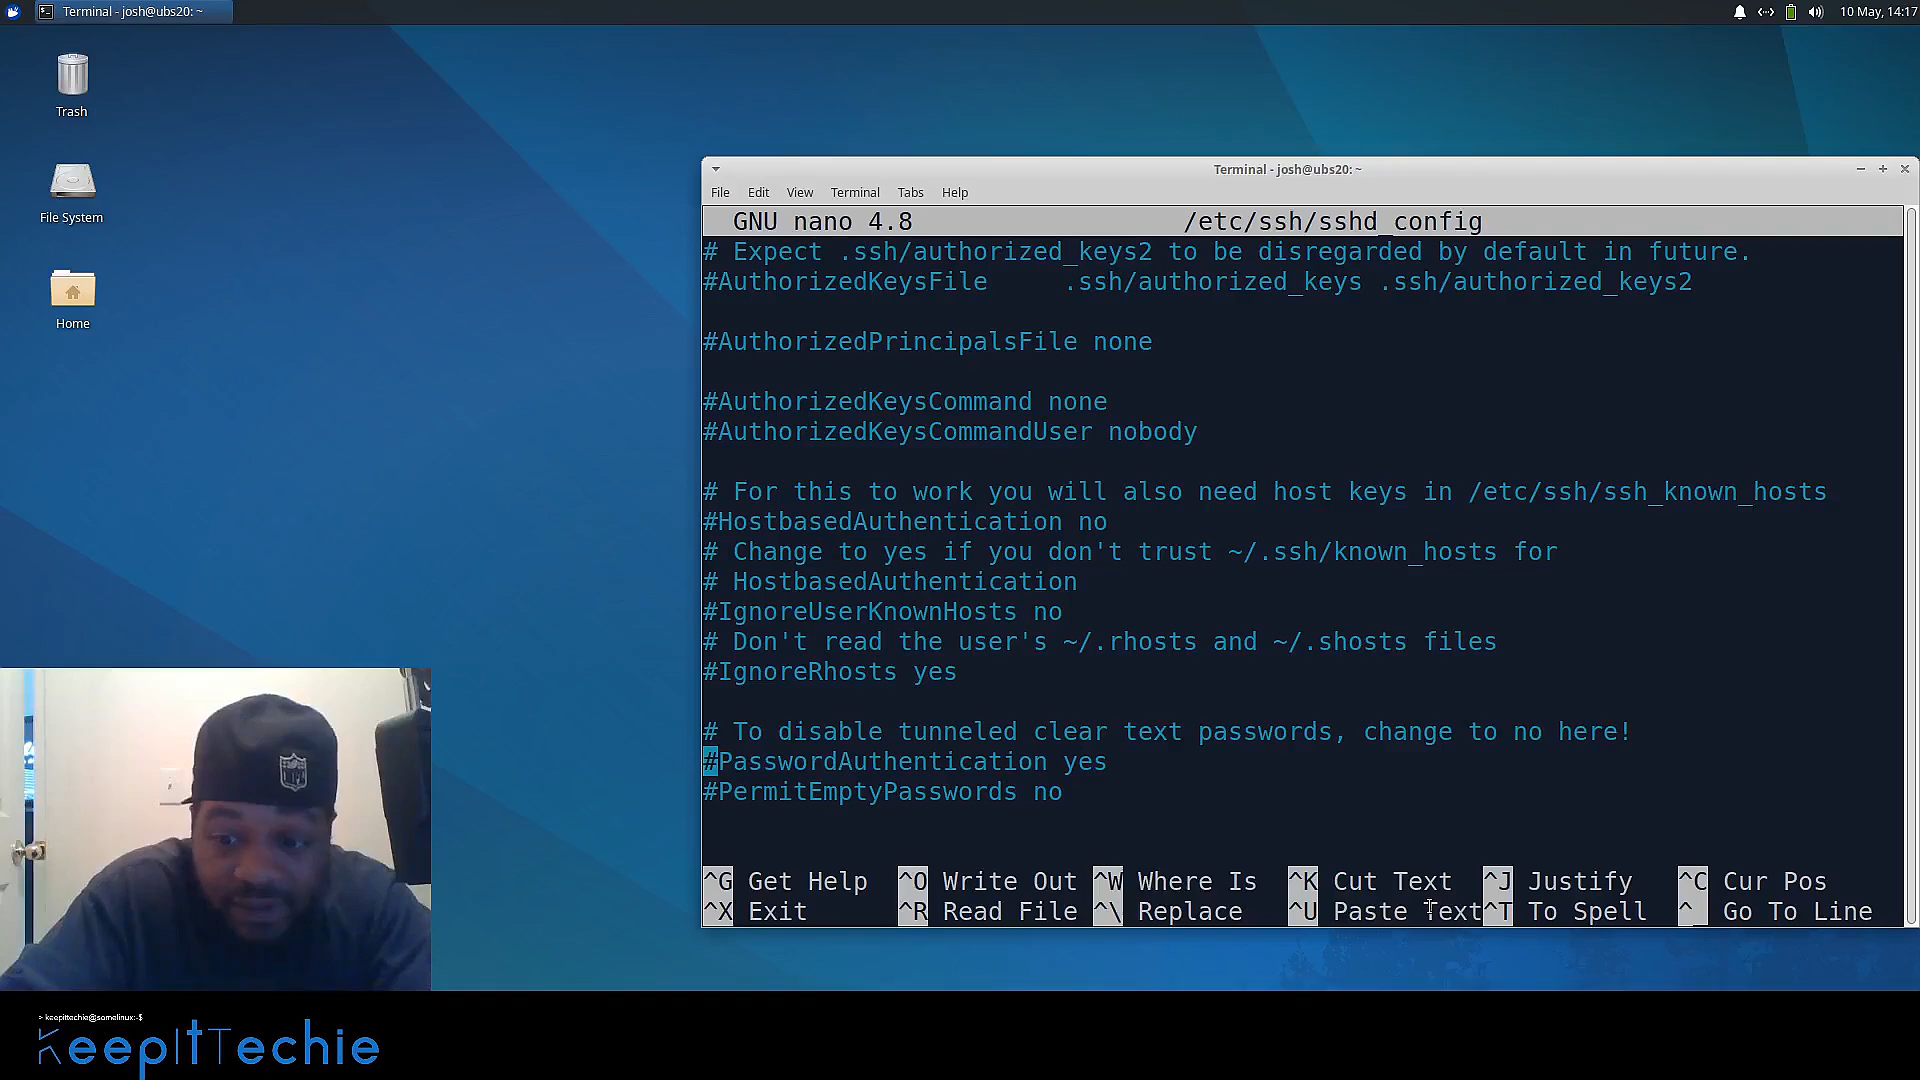 Terminal - josh@ubs20: ~
10 May, 14:17
Trash
File System
Home
Terminal - josh@ubs20: ~
File Edit View Terminal Tabs Help
GNU nano 4.8 /etc/ssh/sshd_config
# Expect .ssh/authorized_keys2 to be disregarded by default in future.
#AuthorizedKeysFile .ssh/authorized_keys .ssh/authorized_keys2
#AuthorizedPrincipalsFile none
#AuthorizedKeysCommand none
#AuthorizedKeysCommandUser nobody
# For this to work you will also need host keys in /etc/ssh/ssh_known_hosts
#HostbasedAuthentication no
# Change to yes if you don't trust ~/.ssh/known_hosts for
# HostbasedAuthentication
#IgnoreUserKnownHosts no
# Don't read the user's ~/.rhosts and ~/.shosts files
#IgnoreRhosts yes
# To disable tunneled clear text passwords, change to no here!
#PasswordAuthentication yes
#PermitEmptyPasswords no
^G Get Help ^O Write Out ^W Where Is ^K Cut Text ^J Justify ^C Cur Pos
^X Exit ^R Read File ^\ Replace ^U Paste Text ^T To Spell ^_ Go To Line
NFL
> keepittechie@somelinux:~$
KeepItTechie